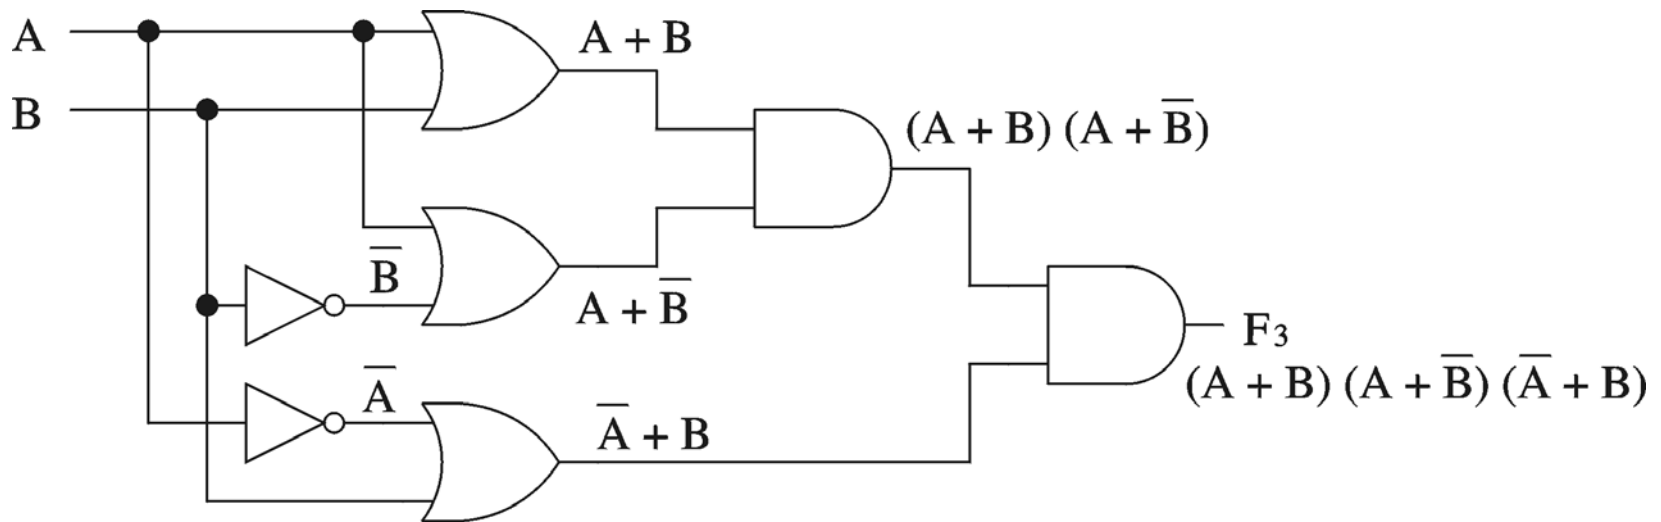 A
B
A + B
(A + B) (A + B̅)
B̅
A + B̅
A̅
A̅ + B
F₃
(A + B) (A + B̅) (A̅ + B)